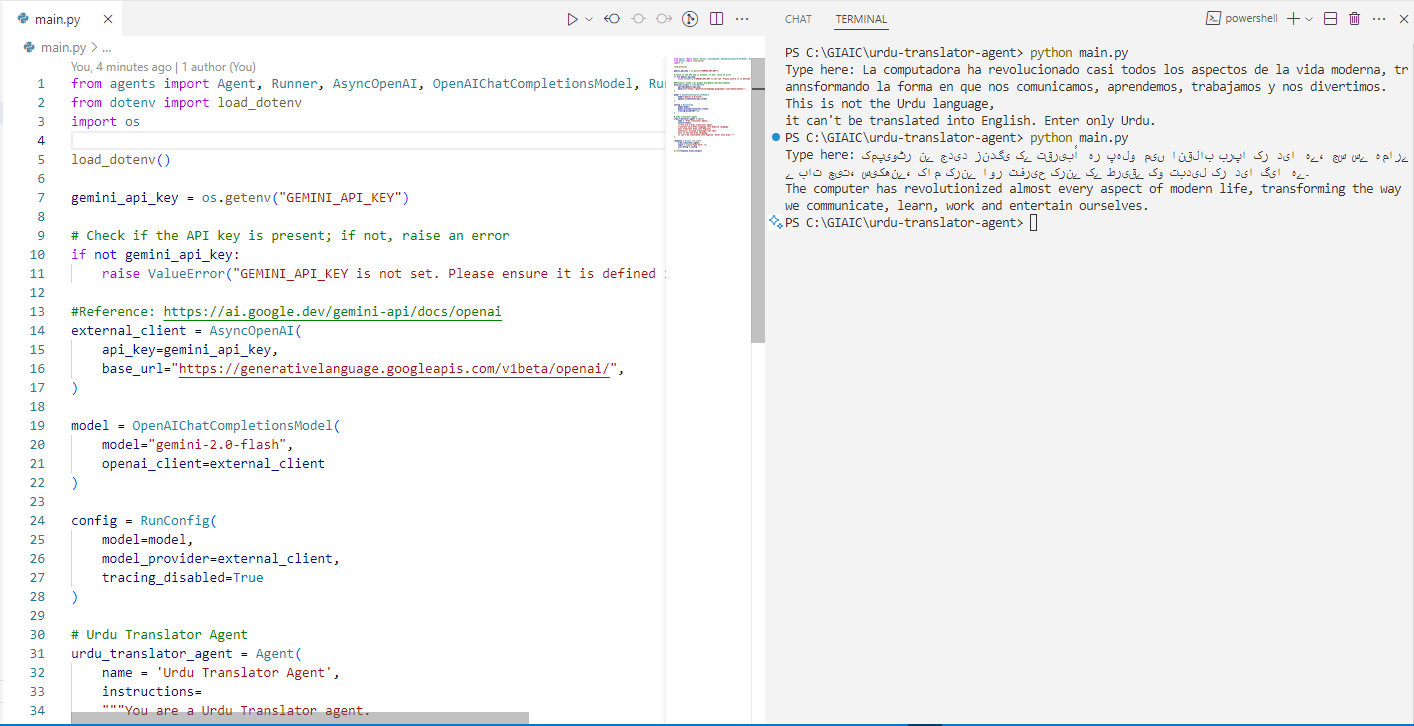 main.py
CHAT
TERMINAL
powershell
main.py > ...
You, 4 minutes ago | 1 author (You)
1 from agents import Agent, Runner, AsyncOpenAI, OpenAIChatCompletionsModel,
2 from dotenv import load_dotenv
3 import os
4
5 load_dotenv()
6
7 gemini_api_key = os.getenv("GEMINI_API_KEY")
8
9 # Check if the API key is present; if not, raise an error
10 if not gemini_api_key:
11 raise ValueError("GEMINI_API_KEY is not set. Please ensure it is defined
12
13 #Reference: https://ai.google.dev/gemini-api/docs/openai
14 external_client = AsyncOpenAI(
15 api_key=gemini_api_key,
16 base_url="https://generativelanguage.googleapis.com/v1beta/openai/",
17 )
18
19 model = OpenAIChatCompletionsModel(
20 model="gemini-2.0-flash",
21 openai_client=external_client
22 )
23
24 config = RunConfig(
25 model=model,
26 model_provider=external_client,
27 tracing_disabled=True
28 )
29
30 # Urdu Translator Agent
31 urdu_translator_agent = Agent(
32 name = 'Urdu Translator Agent',
33 instructions=
34 """You are a Urdu Translator agent.
PS C:\GIAIC\urdu-translator-agent> python main.py
Type here: La computadora ha revolucionado casi todos los aspectos de la vida moderna, tr
annsformando la forma en que nos comunicamos, aprendemos, trabajamos y nos divertimos.
This is not the Urdu language,
it can't be translated into English. Enter only Urdu.
PS C:\GIAIC\urdu-translator-agent> python main.py
Type here: کمپیوٹر نے جدید زندگی کے تقریباً ہر پہلو میں انقلاب برپا کر دیا ہے، جس سے ہمارے
ے بات چیت، سیکھنے، کام کرنے اور تفریح کرنے کے طریقے کو تبدیل کر دیا گیا ہے۔
The computer has revolutionized almost every aspect of modern life, transforming the way
we communicate, learn, work and entertain ourselves.
PS C:\GIAIC\urdu-translator-agent>